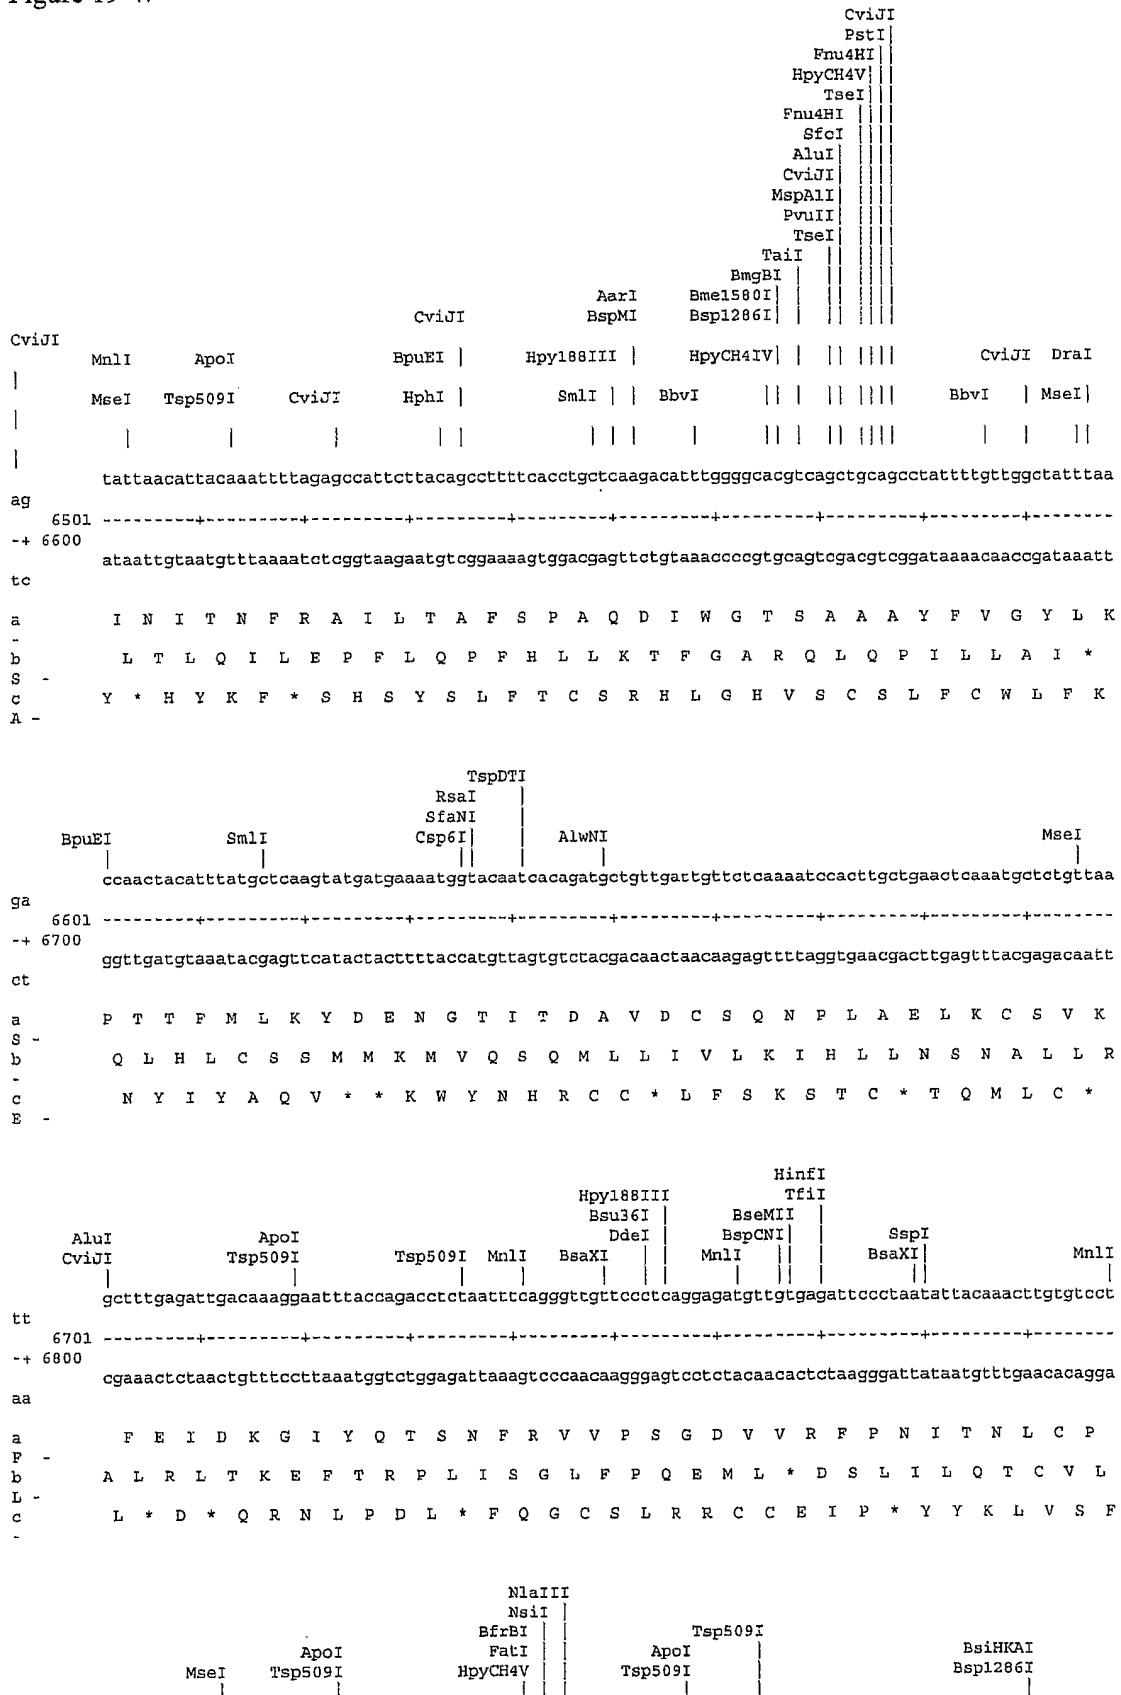 Figure 19-W
CviJI
PstI|
Fnu4HI||
HpyCH4V|||
TseI||||
Fnu4HI ||||
SfcI ||||
AluI| ||||
CviJI| ||||
MspA1I| ||||
PvuII| ||||
TseI| ||||
TaiI || ||||
BmgBI | || ||||
AarI Bme1580I| | || ||||
CviJI BspMI Bsp1286I| | || ||||
CviJI
MnlI ApoI BpuEI | Hpy188III | HpyCH4IV| | || |||| CviJI DraI
|
MseI Tsp509I CviJI HphI | SmlI | | BbvI || | || |||| BbvI | MseI|
|
| | | | | | | | | || | || |||| | | ||
|
tattaacattacaaattttagagccattcttacagccttttcacctgctcaagacatttggggcacgtcagctgcagcctattttgttggctatttaa
ag
6501 ---------+---------+---------+---------+---------+---------+---------+---------+---------+--------
-+ 6600
ataattgtaatgtttaaaatctcggtaagaatgtcggaaaagtggacgagttctgtaaaccccgtgcagtcgacgtcggataaaacaaccgataaatt
tc
a I N I T N F R A I L T A F S P A Q D I W G T S A A A Y F V G Y L K
-
b L T L Q I L E P F L Q P F H L L K T F G A R Q L Q P I L L A I *
S -
c Y * H Y K F * S H S Y S L F T C S R H L G H V S C S L F C W L F K
A -
TspDTI
RsaI |
SfaNI |
BpuEI SmlI Csp6I| | AlwNI MseI
| | || | | |
ccaactacatttatgctcaagtatgatgaaaatggtacaatcacagatgctgttgattgttctcaaaatccacttgctgaactcaaatgctctgttaa
ga
6601 ---------+---------+---------+---------+---------+---------+---------+---------+---------+--------
-+ 6700
ggttgatgtaaatacgagttcatactacttttaccatgttagtgtctacgacaactaacaagagttttaggtgaacgacttgagtttacgagacaatt
ct
a P T T F M L K Y D E N G T I T D A V D C S Q N P L A E L K C S V K
S -
b Q L H L C S S M M K M V Q S Q M L L I V L K I H L L N S N A L L R
-
c N Y I Y A Q V * * K W Y N H R C C * L F S K S T C * T Q M L C *
E -
HinfI
Hpy188III TfiI
Bsu36I | BseMII |
AluI ApoI DdeI | BspCNI| | SspI
CviJI Tsp509I Tsp509I MnlI BsaXI | | MnlI || | BsaXI| MnlI
| | | | | | | | || | || |
gctttgagattgacaaaggaatttaccagacctctaatttcagggttgttccctcaggagatgttgtgagattccctaatattacaaacttgtgtcct
tt
6701 ---------+---------+---------+---------+---------+---------+---------+---------+---------+--------
-+ 6800
cgaaactctaactgtttccttaaatggtctggagattaaagtcccaacaagggagtcctctacaacactctaagggattataatgtttgaacacagga
aa
a F E I D K G I Y Q T S N F R V V P S G D V V R F P N I T N L C P
F -
b A L R L T K E F T R P L I S G L F P Q E M L * D S L I L Q T C V L
L -
c L * D * Q R N L P D L * F Q G C S L R R C C E I P * Y Y K L V S F
-
NlaIII
NsiI |
BfrBI | | Tsp509I
ApoI FatI | | ApoI | BsiHKAI
MseI Tsp509I HpyCH4V | | Tsp509I | Bsp1286I
| | | | | | | |